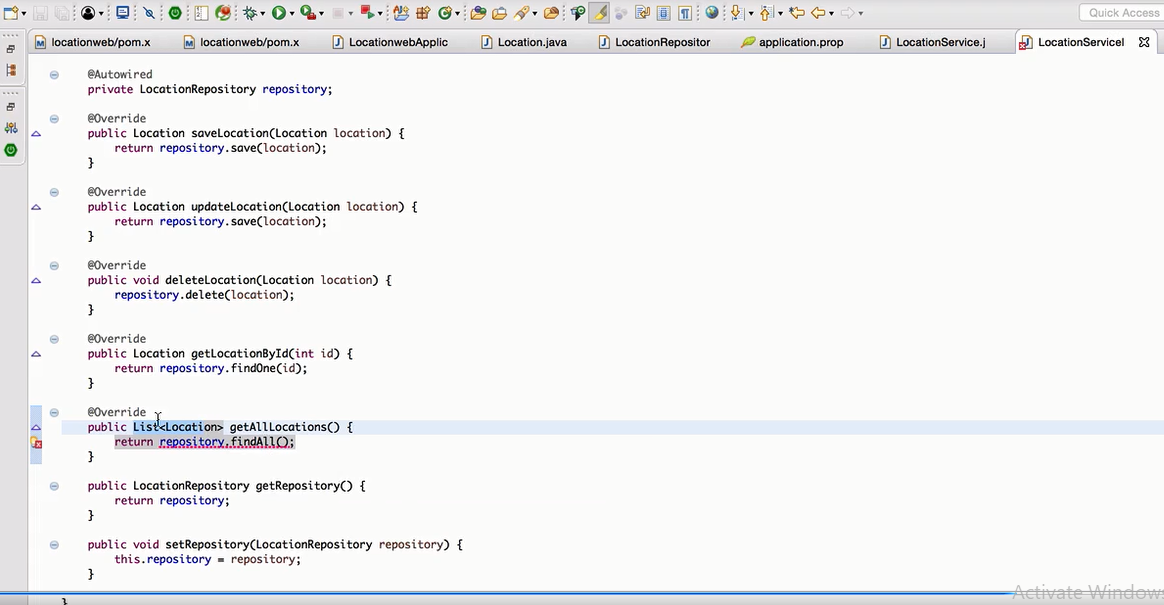 Quick Access
locationweb/pom.x locationweb/pom.x LocationwebApplic Location.java LocationRepositor application.prop LocationService.j LocationServiceI
@Autowired
private LocationRepository repository;
@Override
public Location saveLocation(Location location) {
return repository.save(location);
}
@Override
public Location updateLocation(Location location) {
return repository.save(location);
}
@Override
public void deleteLocation(Location location) {
repository.delete(location);
}
@Override
public Location getLocationById(int id) {
return repository.findOne(id);
}
@Override
public List<Location> getAllLocations() {
return repository.findAll();
}
public LocationRepository getRepository() {
return repository;
}
public void setRepository(LocationRepository repository) {
this.repository = repository;
}
Activate Windows
}